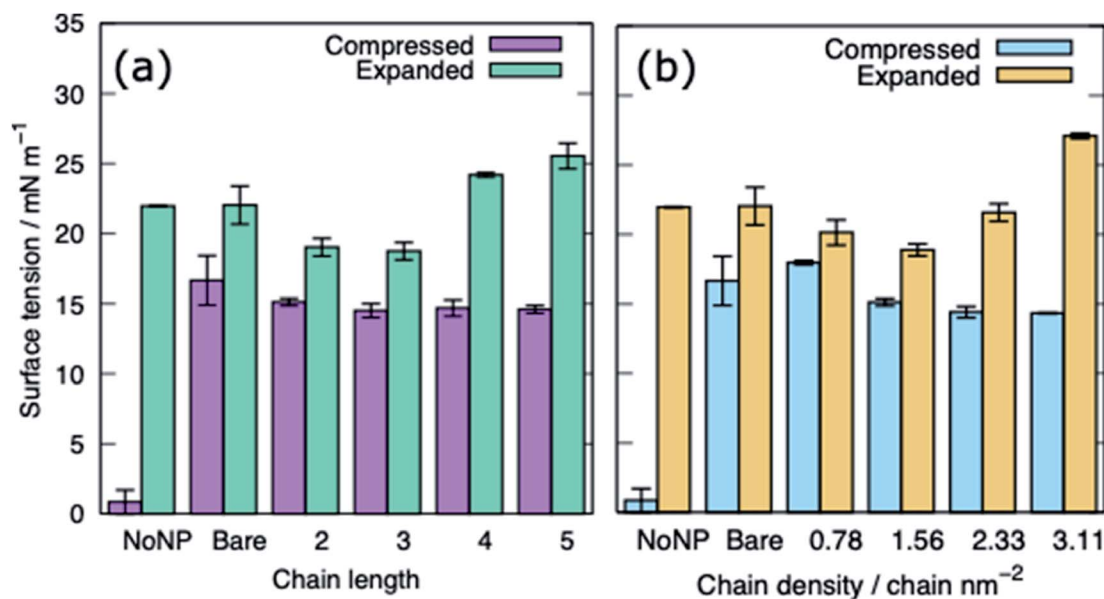 (a)
Compressed
Expanded
Surface tension / mN m⁻¹
35
30
25
20
15
10
5
0
NoNP Bare 2 3 4 5
Chain length
(b)
Compressed
Expanded
NoNP Bare 0.78 1.56 2.33 3.11
Chain density / chain nm⁻²